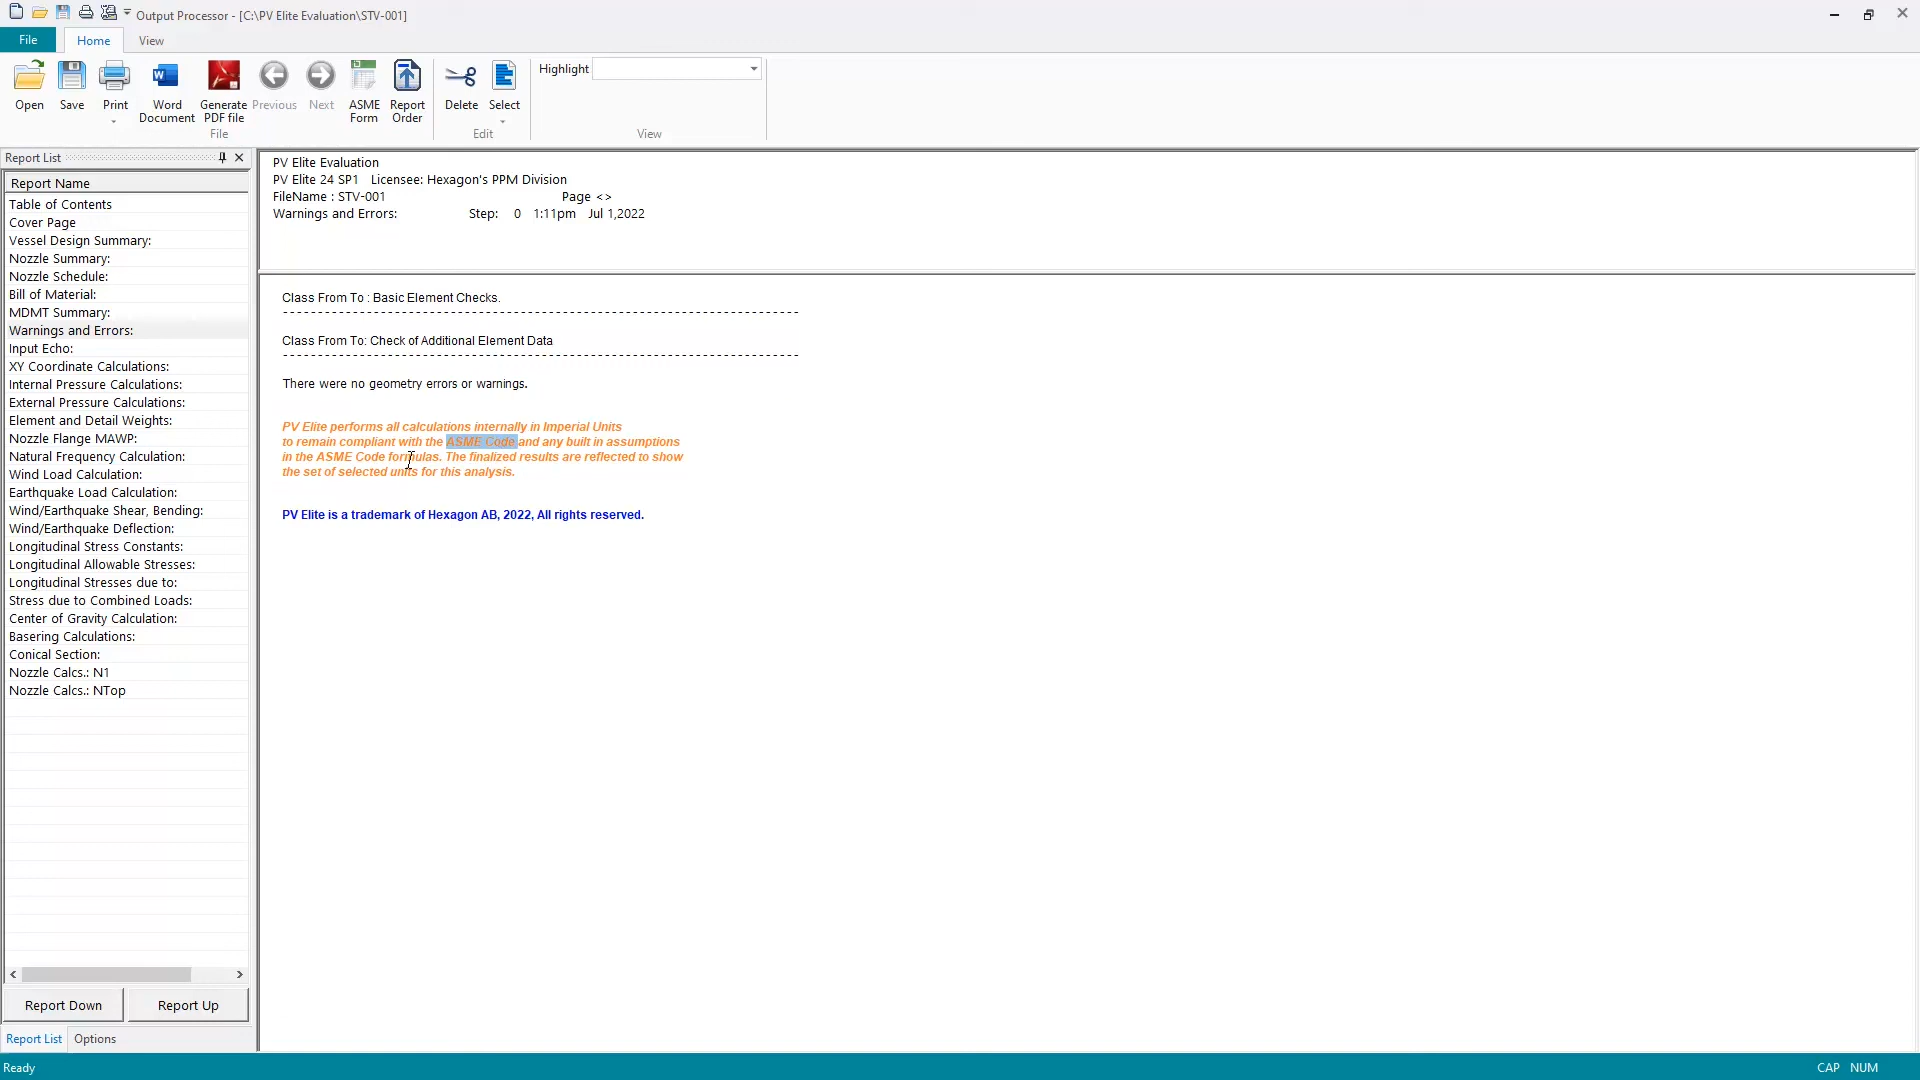 Output Processor - [C:\PV Elite Evaluation\STV-001]
File Home View
Open Save Print Word Document Generate PDF file Previous Next ASME Form Report Order Delete Select Highlight
File Edit View
Report List
Report Name
Table of Contents
Cover Page
Vessel Design Summary:
Nozzle Summary:
Nozzle Schedule:
Bill of Material:
MDMT Summary:
Warnings and Errors:
Input Echo:
XY Coordinate Calculations:
Internal Pressure Calculations:
External Pressure Calculations:
Element and Detail Weights:
Nozzle Flange MAWP:
Natural Frequency Calculation:
Wind Load Calculation:
Earthquake Load Calculation:
Wind/Earthquake Shear, Bending:
Wind/Earthquake Deflection:
Longitudinal Stress Constants:
Longitudinal Allowable Stresses:
Longitudinal Stresses due to:
Stress due to Combined Loads:
Center of Gravity Calculation:
Basering Calculations:
Conical Section:
Nozzle Calcs.: N1
Nozzle Calcs.: NTop
Report Down Report Up
Report List Options
PV Elite Evaluation
PV Elite 24 SP1 Licensee: Hexagon's PPM Division
FileName : STV-001 Page <>
Warnings and Errors: Step: 0 1:11pm Jul 1,2022
Class From To : Basic Element Checks.
--------------------------------------------------------------------------
Class From To: Check of Additional Element Data
--------------------------------------------------------------------------
There were no geometry errors or warnings.
PV Elite performs all calculations internally in Imperial Units
to remain compliant with the ASME Code and any built in assumptions
in the ASME Code formulas. The finalized results are reflected to show
the set of selected units for this analysis.
PV Elite is a trademark of Hexagon AB, 2022, All rights reserved.
Ready CAP NUM